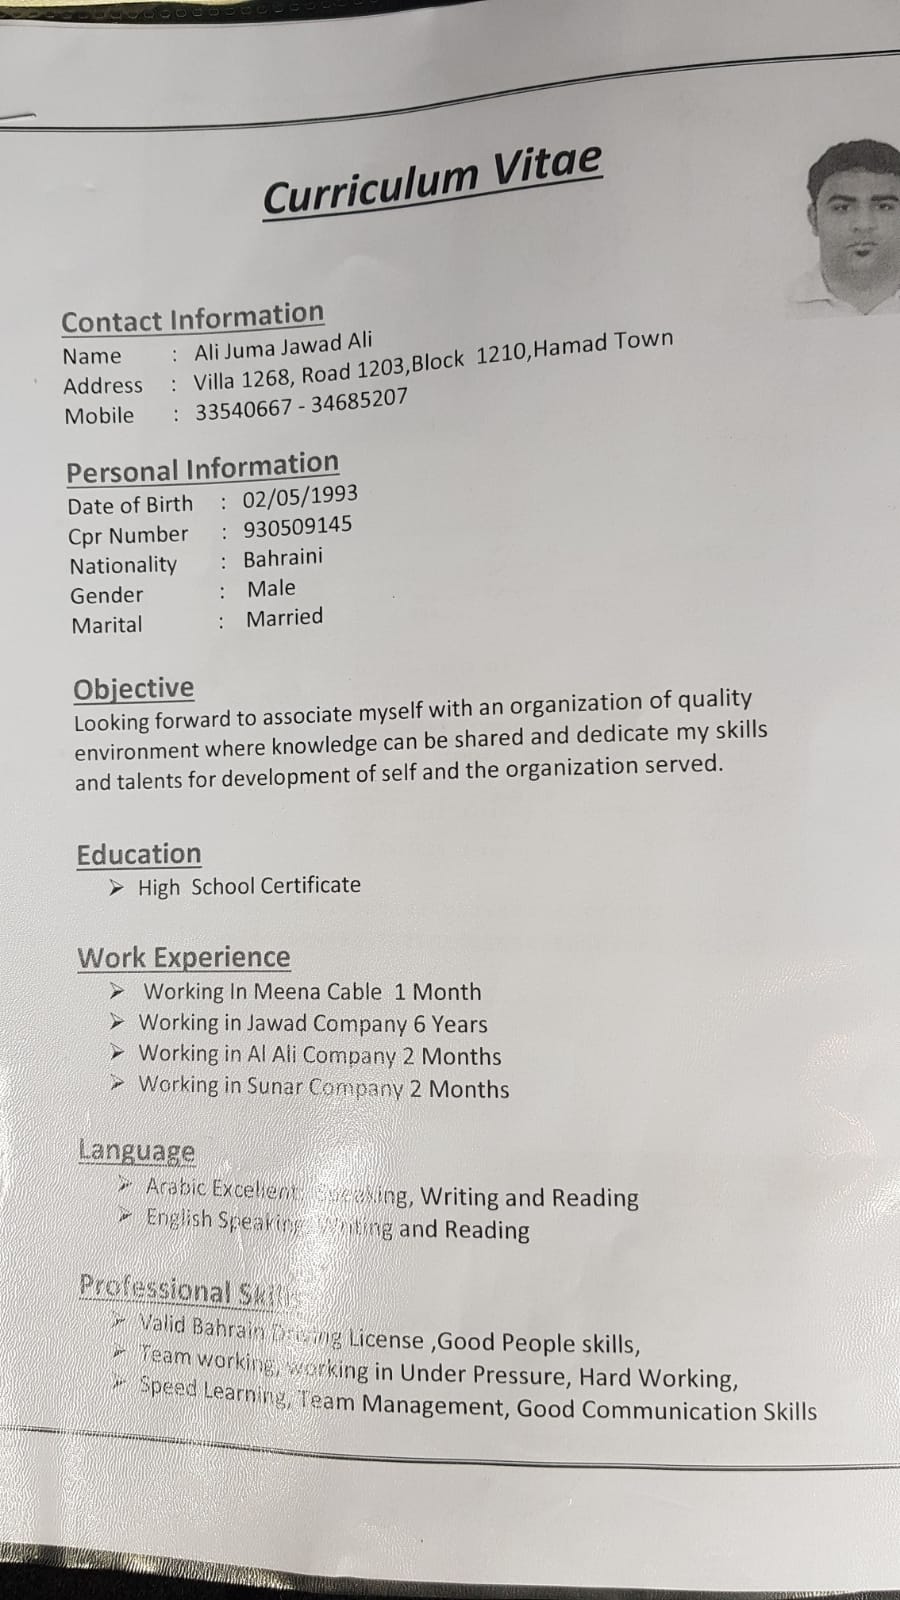 Curriculum Vitae
Contact Information
Name : Ali Juma Jawad Ali
Address : Villa 1268, Road 1203,Block 1210,Hamad Town
Mobile : 33540667 - 34685207
Personal Information
Date of Birth : 02/05/1993
Cpr Number : 930509145
Nationality : Bahraini
Gender : Male
Marital : Married
Objective
Looking forward to associate myself with an organization of quality
environment where knowledge can be shared and dedicate my skills
and talents for development of self and the organization served.
Education
➢ High School Certificate
Work Experience
➢ Working In Meena Cable 1 Month
➢ Working in Jawad Company 6 Years
➢ Working in Al Ali Company 2 Months
➢ Working in Sunar Company 2 Months
Language
➢ Arabic Excellent, Speaking, Writing and Reading
➢ English Speaking, Writing and Reading
Professional Skills
➢ Valid Bahrain Driving License ,Good People skills,
➢ Team working, working in Under Pressure, Hard Working,
➢ Speed Learning, Team Management, Good Communication Skills